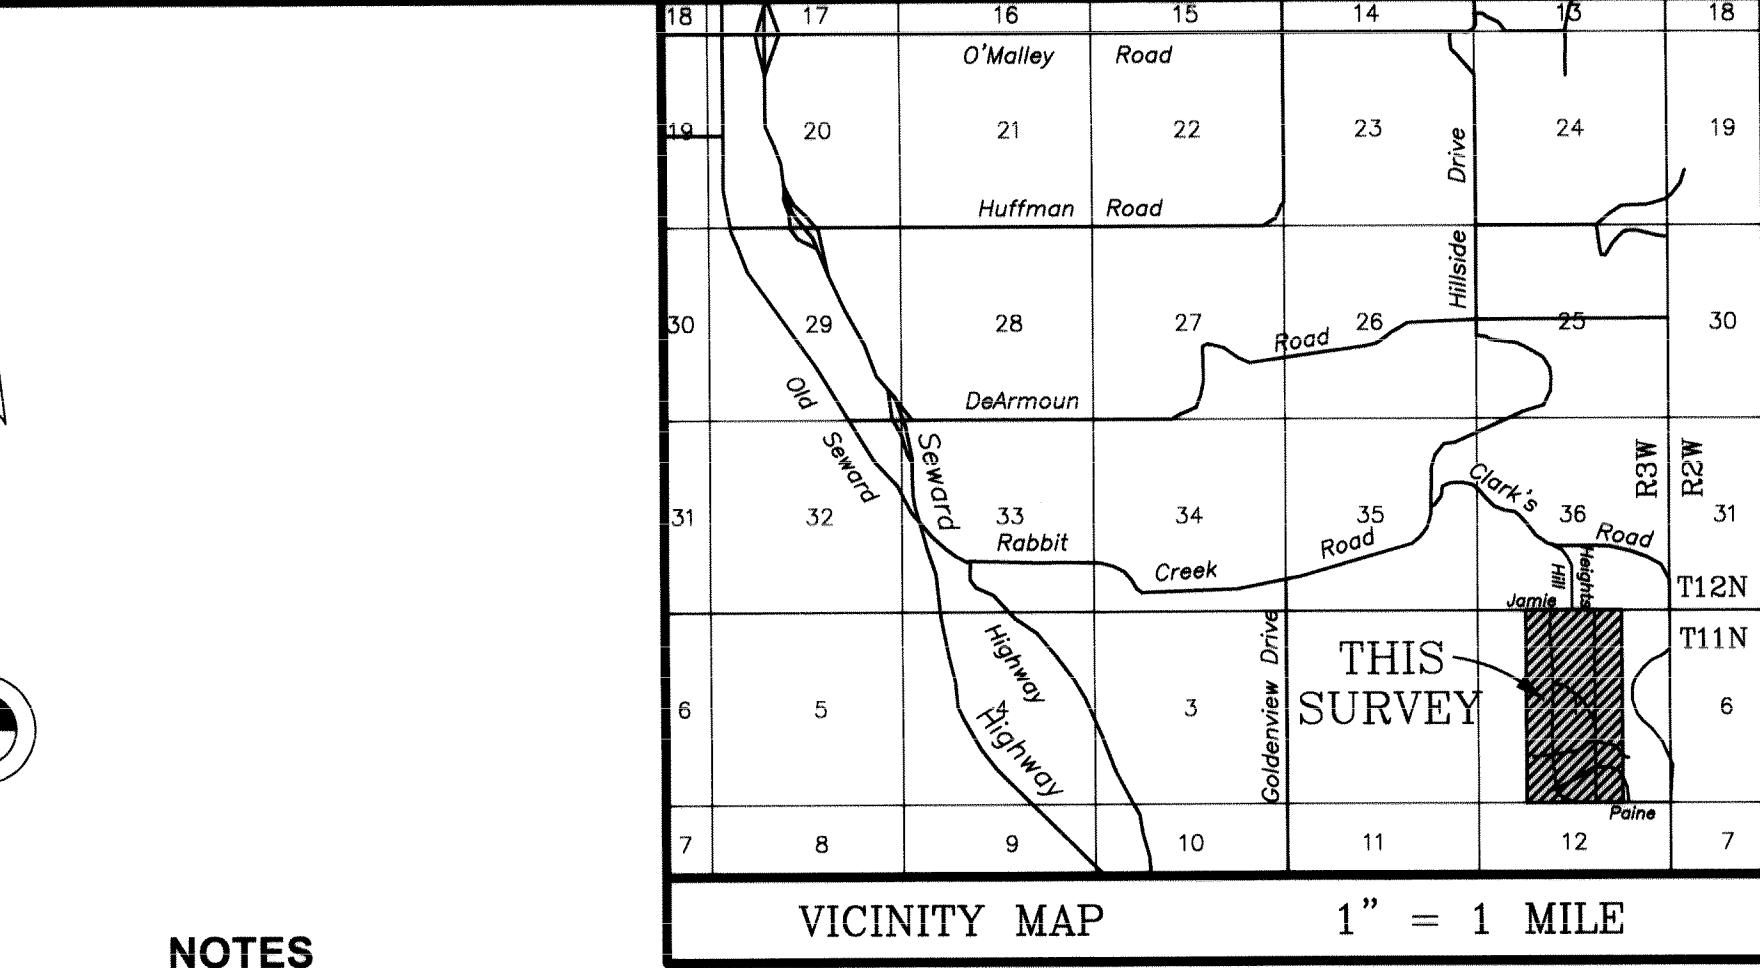 18 17 16 15 14 13 18
O'Malley Road
19 20 21 22 23 24 19
Drive
Huffman Road
Hillside
30 29 28 27 26 25 30
Road
Old
DeArmoun
Seward
Seward
R3W
R2W
Clark's
31 32 33 34 35 36 31
Rabbit
Road
Road
Creek
Hill
Heights
T12N
Jamie
Highway
Goldenview Drive
THIS
SURVEY
T11N
6 5 4 3 6
Highway
Paine
7 8 9 10 11 12 7
VICINITY MAP 1" = 1 MILE
NOTES